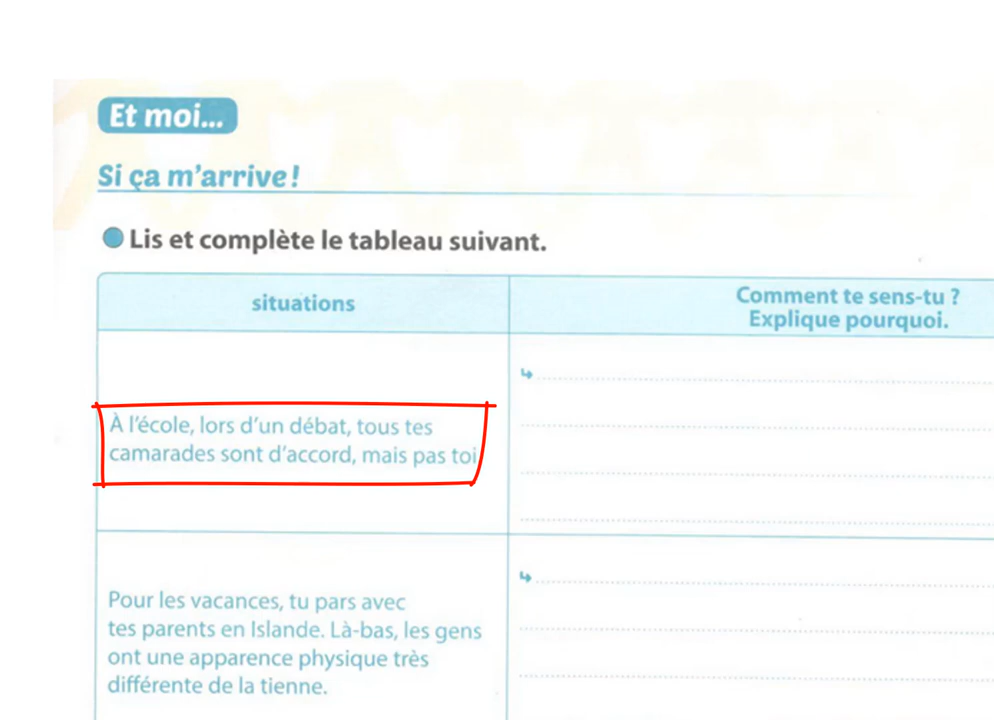 Et moi...
Si ça m'arrive !
Lis et complète le tableau suivant.
situations
Comment te sens-tu ?
Explique pourquoi.
À l'école, lors d'un débat, tous tes
camarades sont d'accord, mais pas toi
Pour les vacances, tu pars avec
tes parents en Islande. Là-bas, les gens
ont une apparence physique très
différente de la tienne.